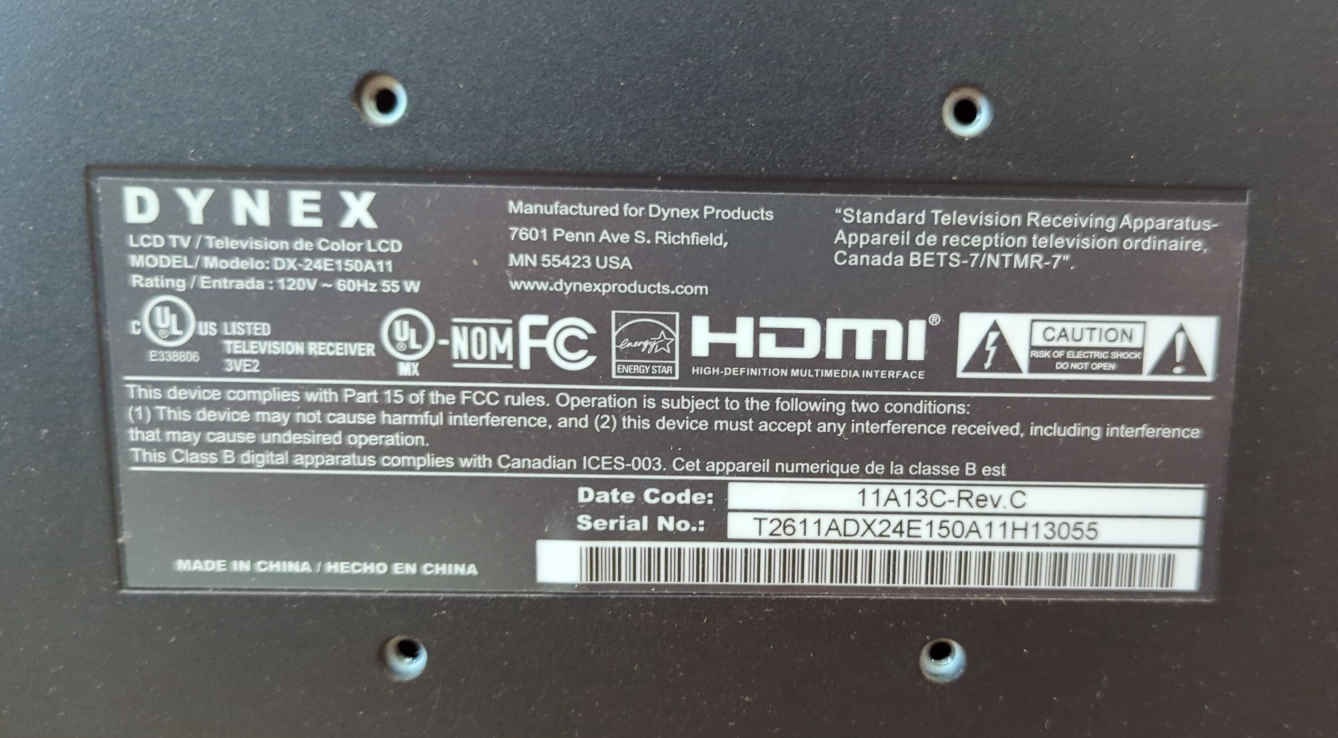 DYNEX
LCD TV / Television de Color LCD
MODEL / Modelo: DX-24E150A11
Rating / Entrada : 120V ~ 60Hz 55 W
Manufactured for Dynex Products
7601 Penn Ave S. Richfield,
MN 55423 USA
www.dynexproducts.com
"Standard Television Receiving Apparatus-
Appareil de reception television ordinaire,
Canada BETS-7/NTMR-7".
C UL US LISTED
E338806
TELEVISION RECEIVER
3VE2
UL
MX
-NOM
FC
energy
ENERGY STAR
HDMI®
HIGH-DEFINITION MULTIMEDIA INTERFACE
CAUTION
RISK OF ELECTRIC SHOCK
DO NOT OPEN
This device complies with Part 15 of the FCC rules. Operation is subject to the following two conditions:
(1) This device may not cause harmful interference, and (2) this device must accept any interference received, including interference
that may cause undesired operation.
This Class B digital apparatus complies with Canadian ICES-003. Cet appareil numerique de la classe B est
Date Code: 11A13C-Rev.C
Serial No.: T2611ADX24E150A11H13055
MADE IN CHINA / HECHO EN CHINA